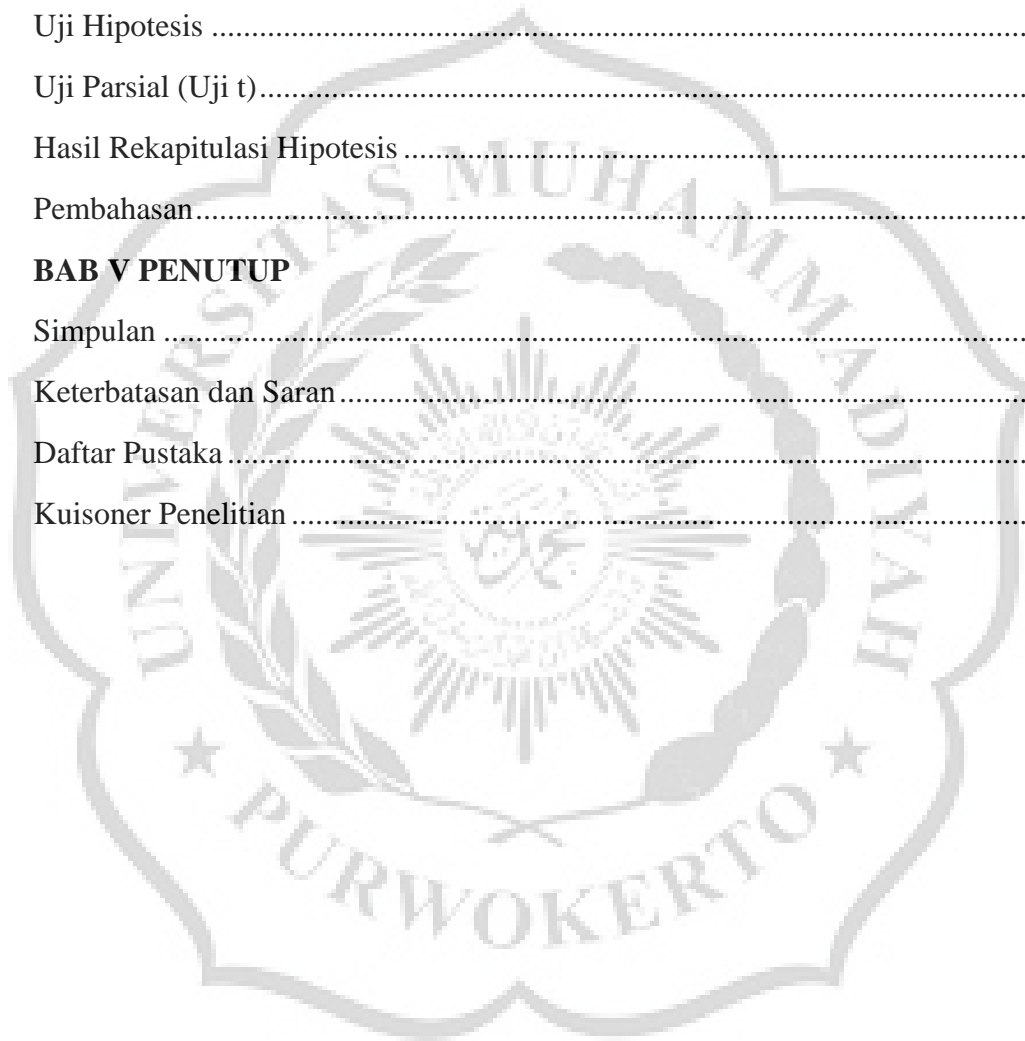 Uji Hipotesis ....................................................................................................
Uji Parsial (Uji t)..............................................................................................
Hasil Rekapitulasi Hipotesis .............................................................................
Pembahasan......................................................................................................
BAB V PENUTUP
Simpulan ..........................................................................................................
Keterbatasan dan Saran.....................................................................................
Daftar Pustaka ..................................................................................................
Kuisoner Penelitian ...........................................................................................
UNIVERSITAS MUHAMMADIYAH
PURWOKERTO